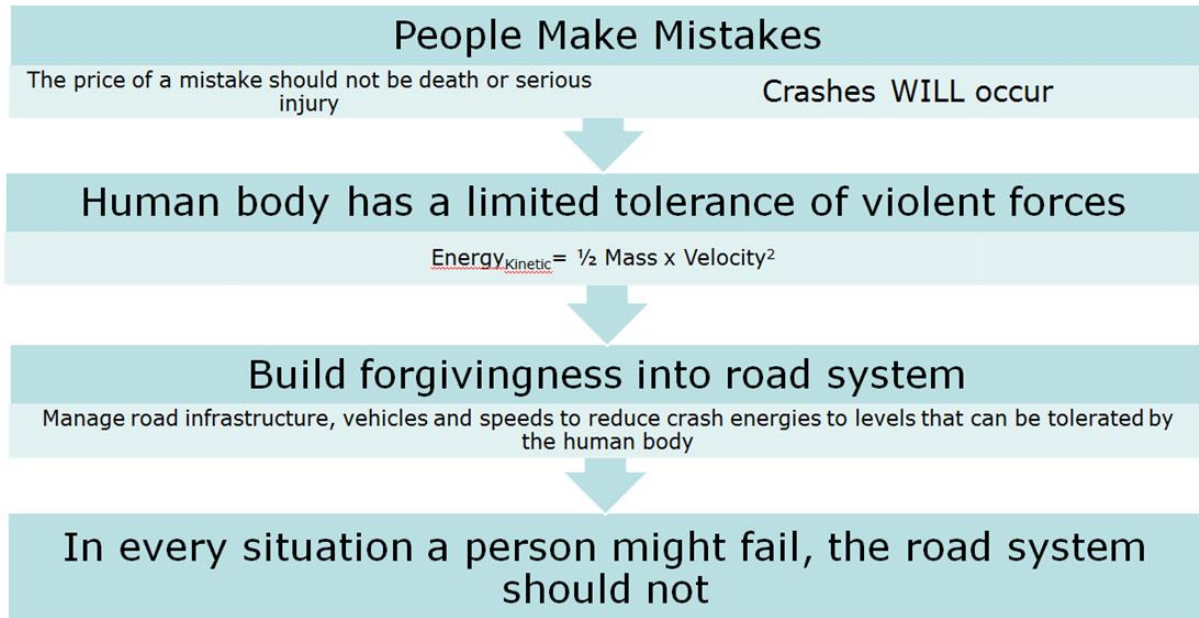 People Make Mistakes
The price of a mistake should not be death or serious
injury
Crashes WILL occur
Human body has a limited tolerance of violent forces
Energy_Kinetic= ½ Mass x Velocity²
Build forgivingness into road system
Manage road infrastructure, vehicles and speeds to reduce crash energies to levels that can be tolerated by
the human body
In every situation a person might fail, the road system
should not